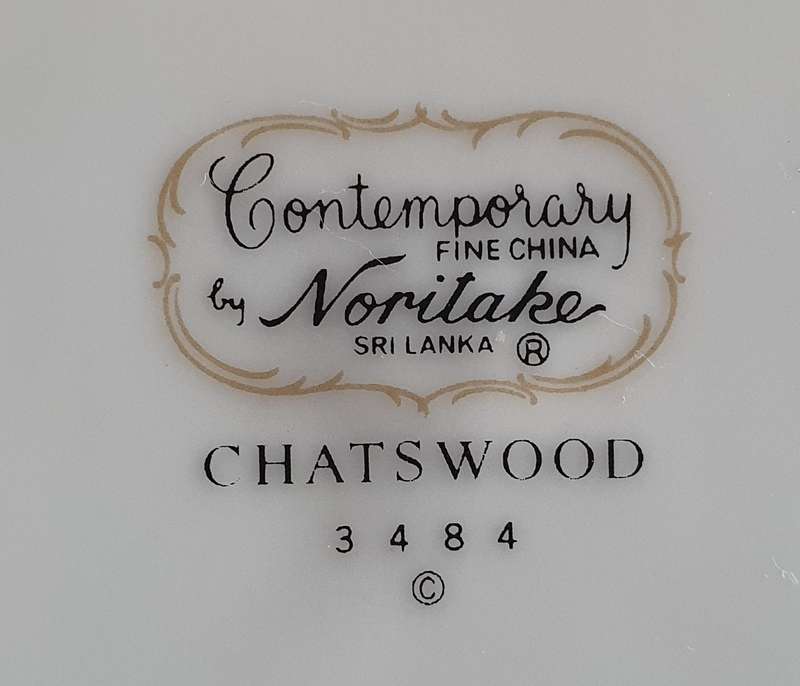 Contemporary
FINE CHINA
by Noritake
SRI LANKA ®
CHATSWOOD
3484
©